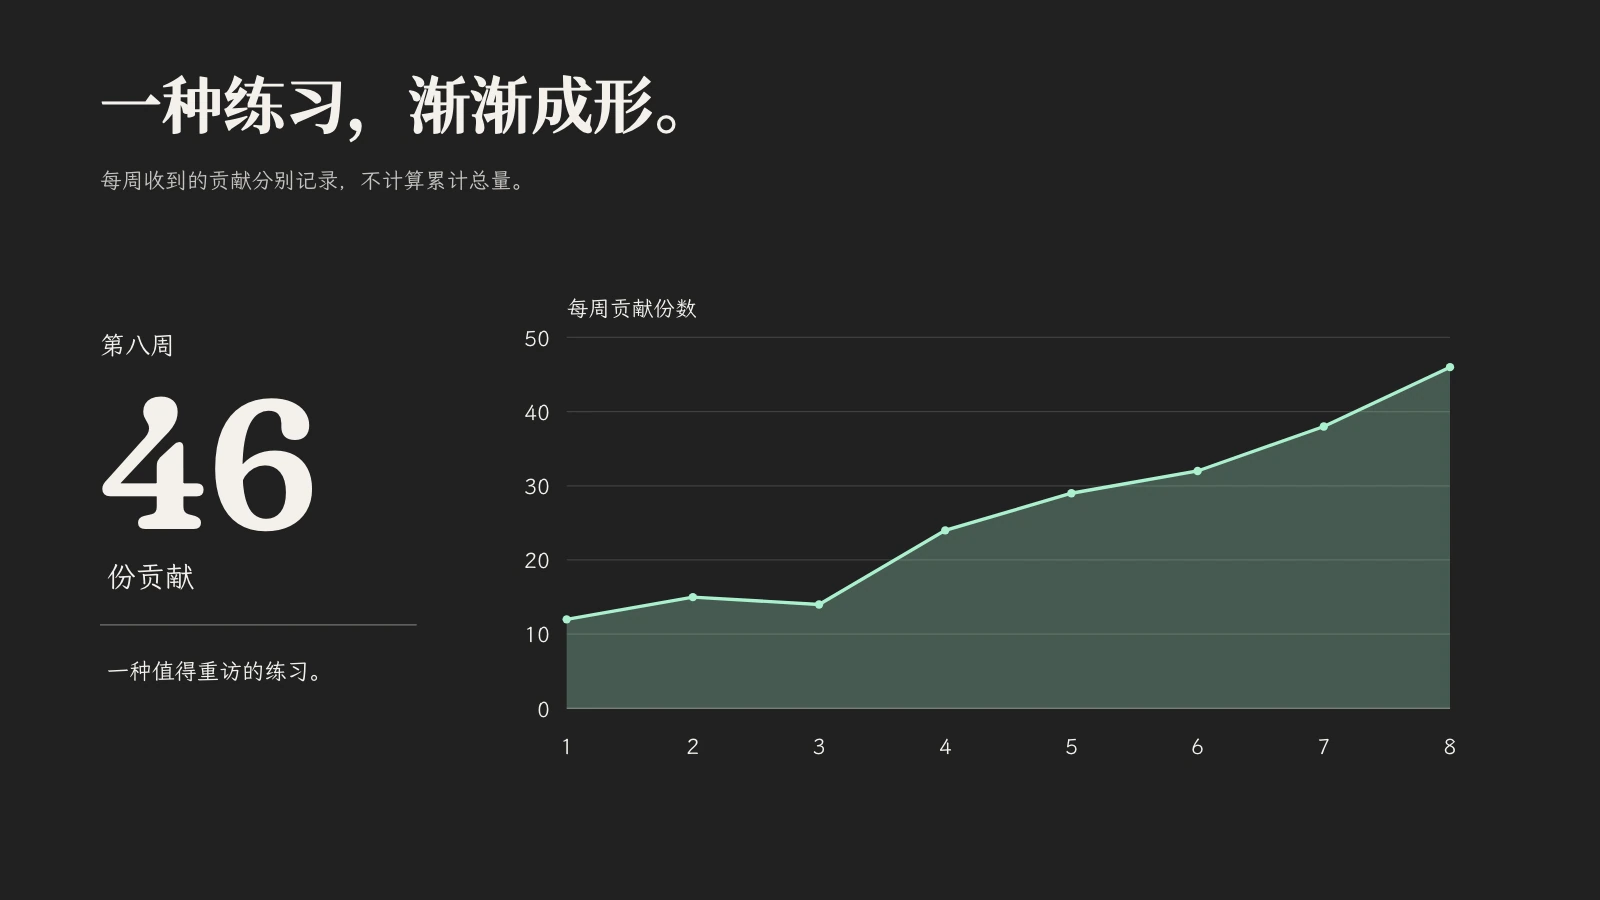 一种练习，渐渐成形。
每周收到的贡献分别记录，不计算累计总量。
第八周
46
份贡献
一种值得重访的练习。
每周贡献份数
50
40
30
20
10
0
1 2 3 4 5 6 7 8